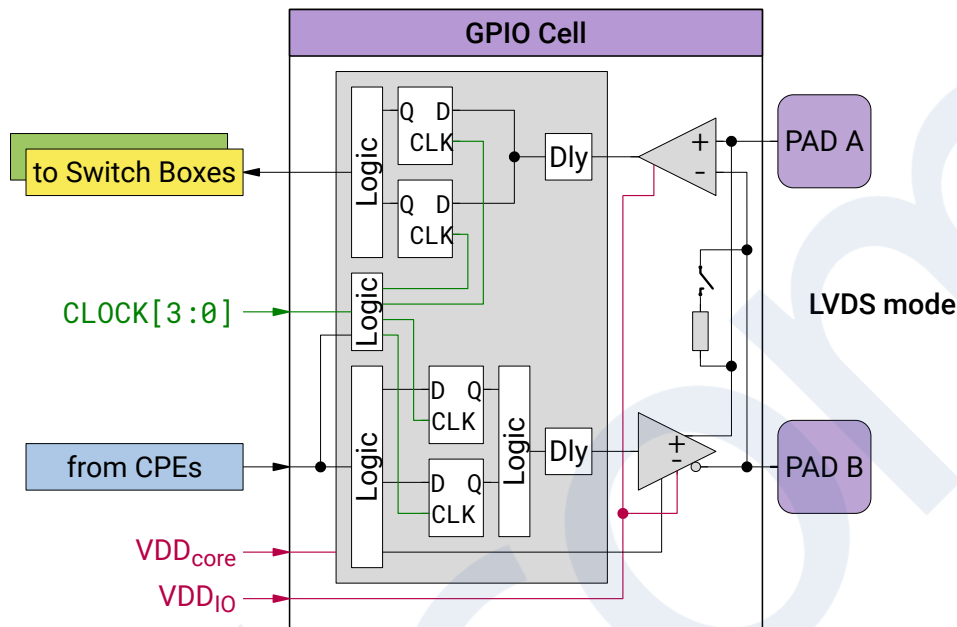 GPIO Cell
Q D
CLK
Logic
Dly
+
-
PAD A
to Switch Boxes
Q D
CLK
CLOCK[3:0]
Logic
LVDS mode
D Q
CLK
Logic
Logic
Dly
+
-
from CPEs
PAD B
D Q
CLK
VDDcore
VDDIO